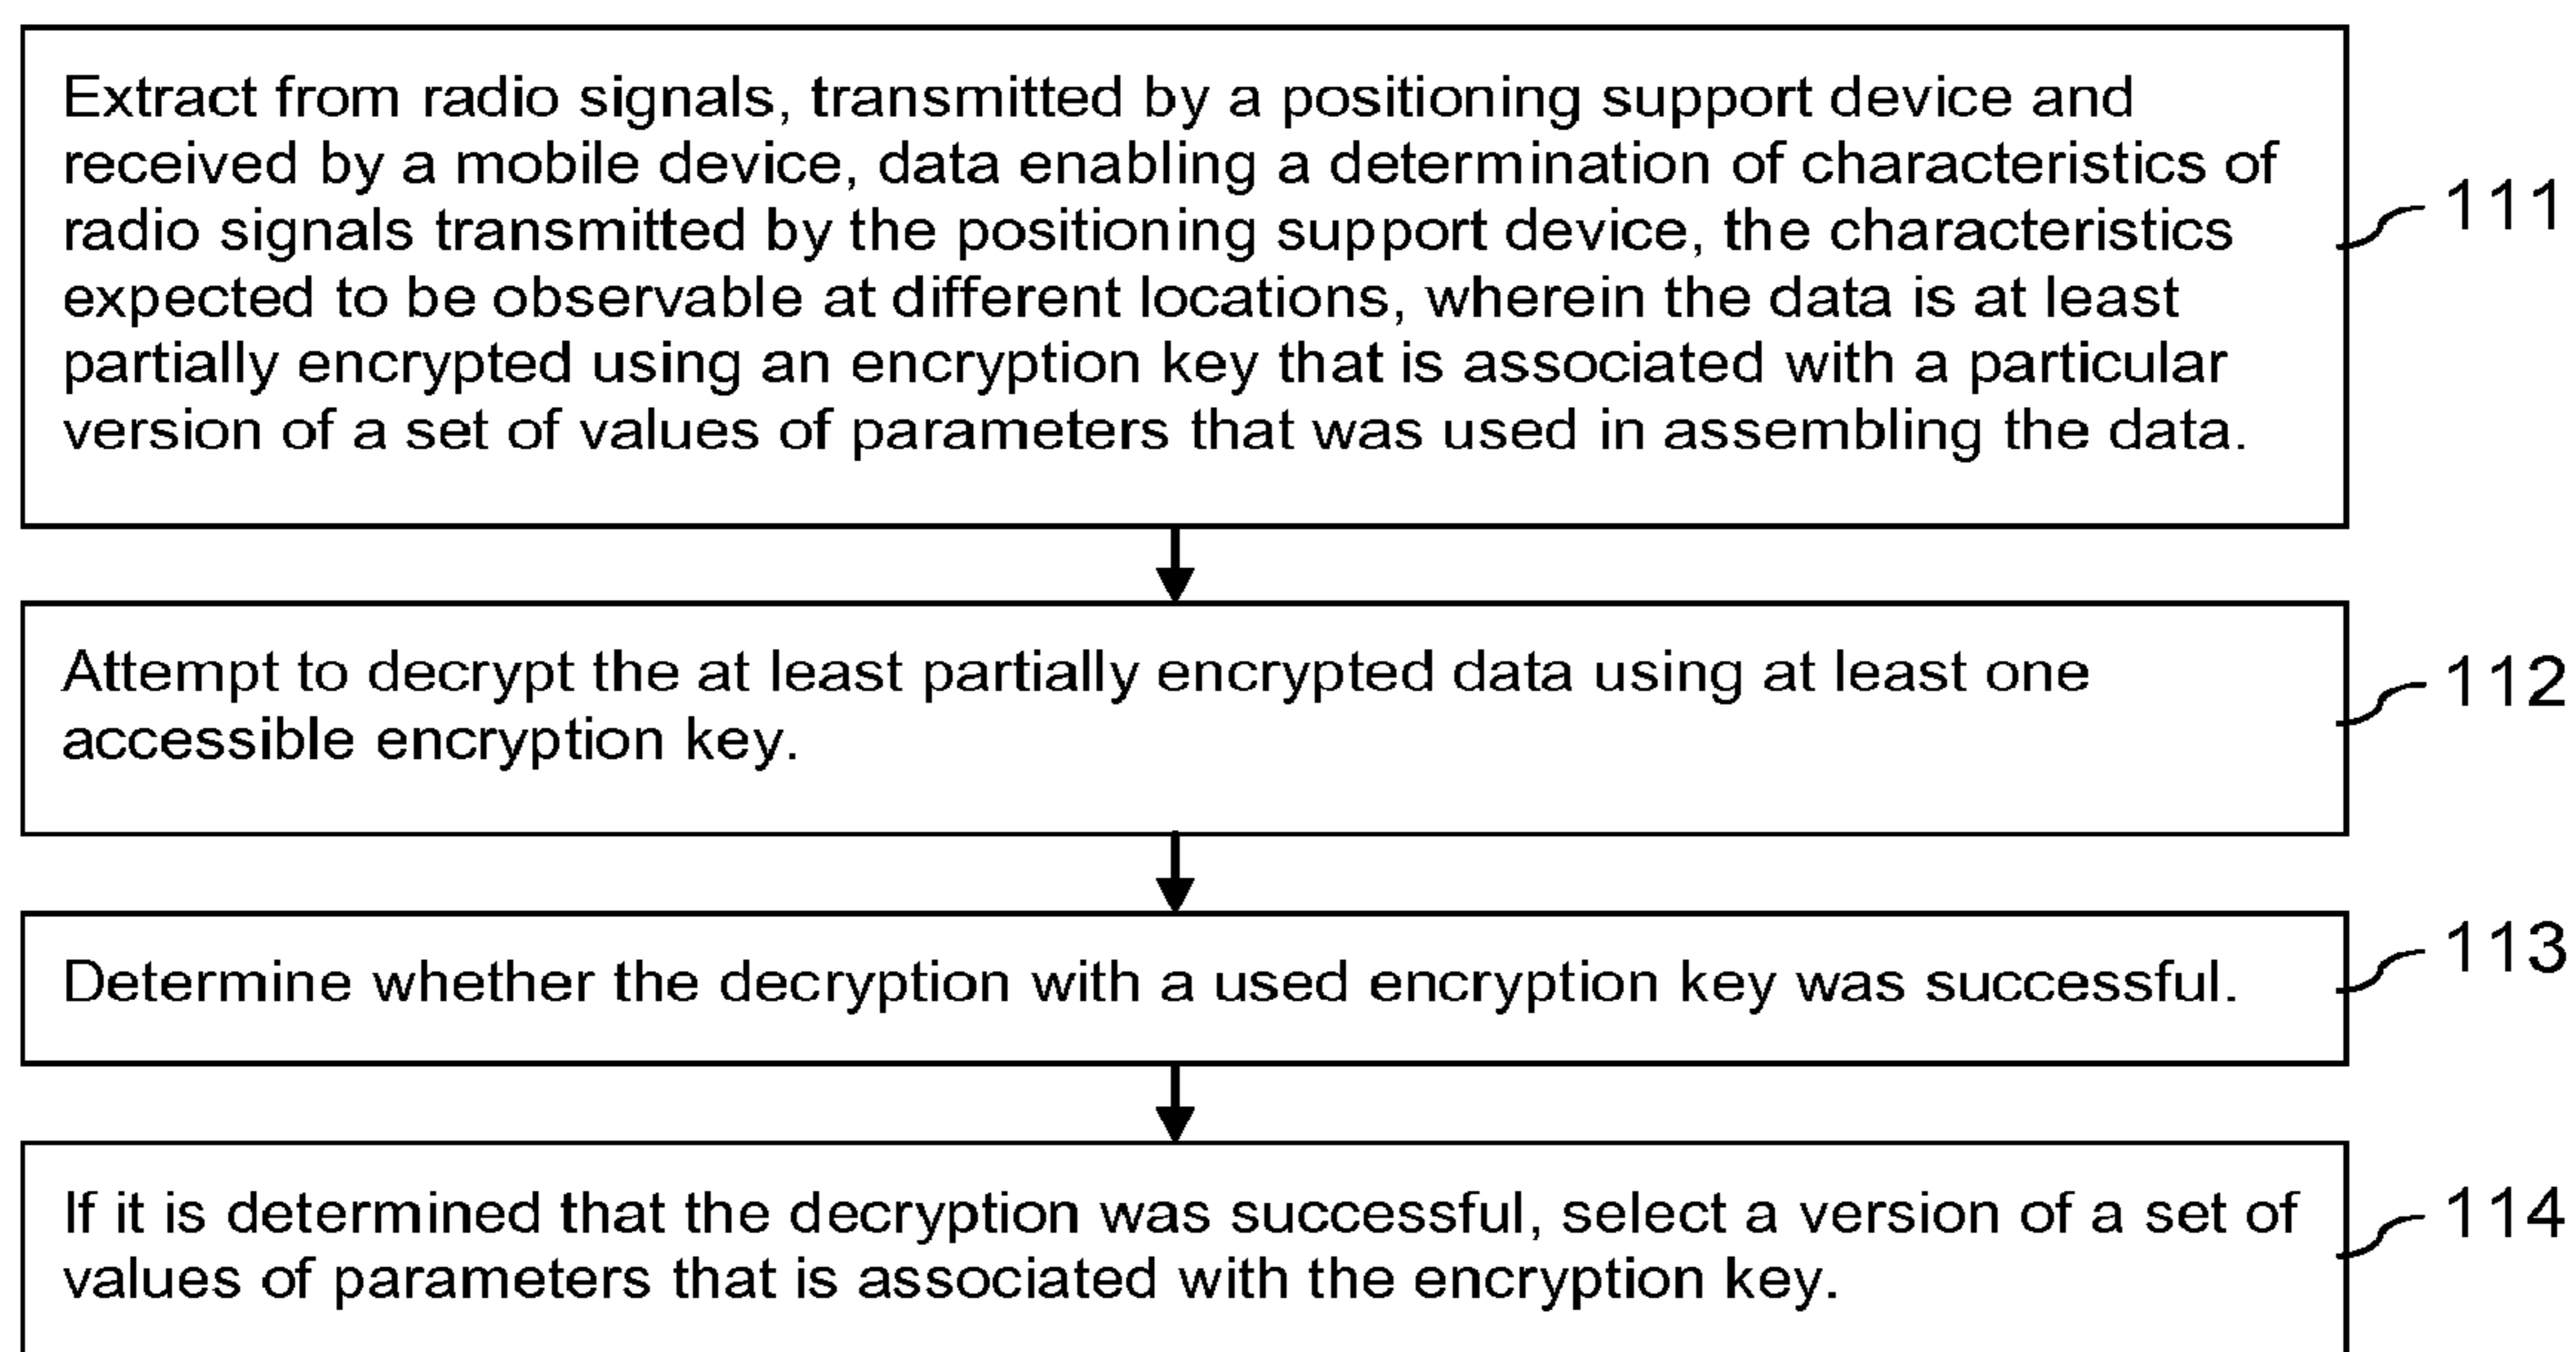 Extract from radio signals, transmitted by a positioning support device and
received by a mobile device, data enabling a determination of characteristics of
radio signals transmitted by the positioning support device, the characteristics
expected to be observable at different locations, wherein the data is at least
partially encrypted using an encryption key that is associated with a particular
version of a set of values of parameters that was used in assembling the data.
111
Attempt to decrypt the at least partially encrypted data using at least one
accessible encryption key.
112
Determine whether the decryption with a used encryption key was successful.
113
If it is determined that the decryption was successful, select a version of a set of
values of parameters that is associated with the encryption key.
114